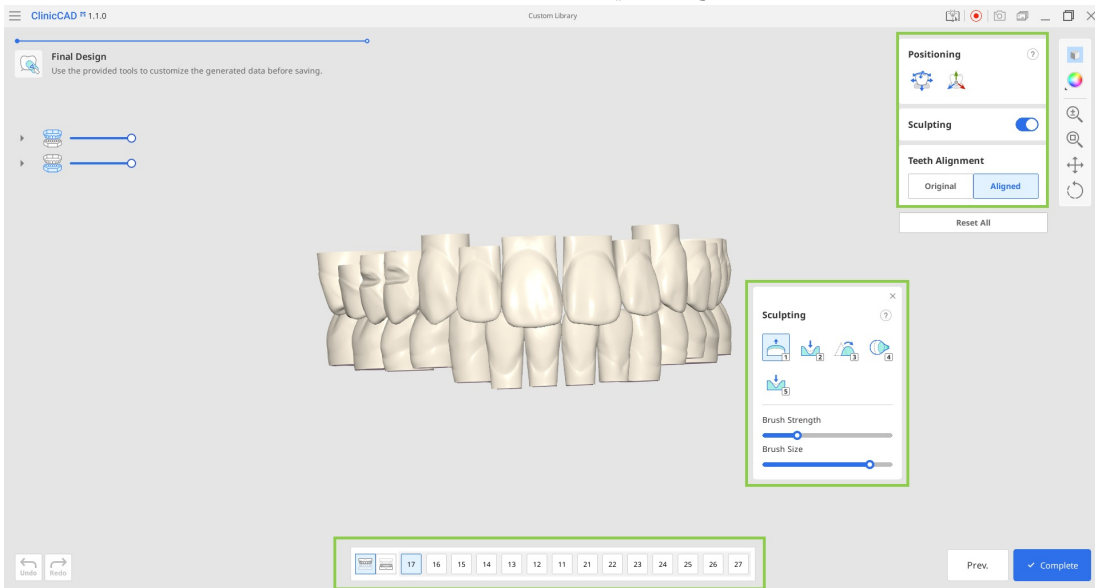 ClinicCAD 1.1.0
Custom Library
Final Design
Use the provided tools to customize the generated data before saving.
Positioning
?
Sculpting
Teeth Alignment
Original Aligned
Reset All
Sculpting
?
1 2 3 4
5
Brush Strength
Brush Size
Undo Redo
17 16 15 14 13 12 11 21 22 23 24 25 26 27
Prev. Complete